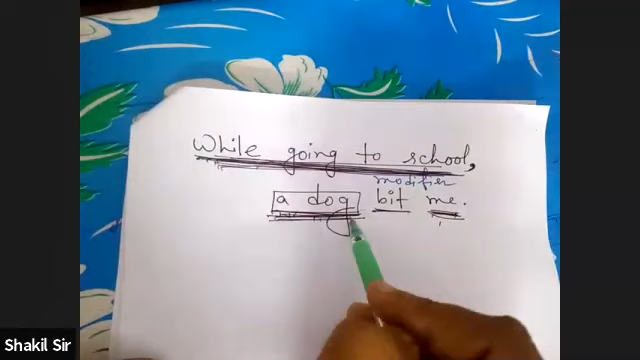 While going to school,
modifier
a dog bit me.
Shakil Sir